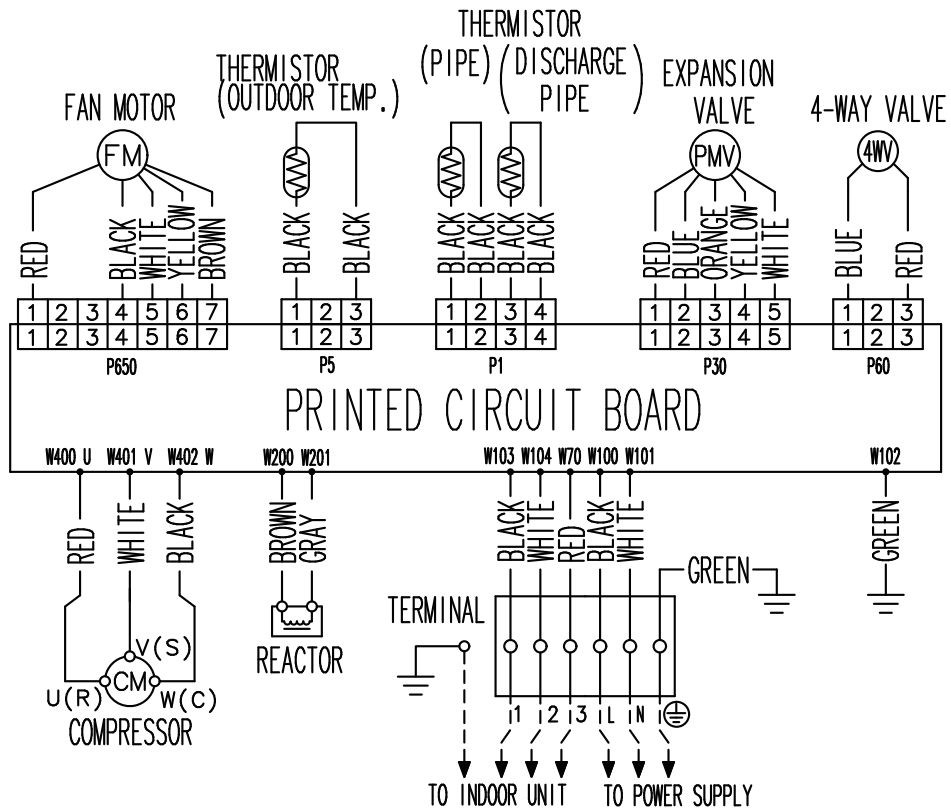 THERMISTOR
(PIPE) (DISCHARGE PIPE)
THERMISTOR
(OUTDOOR TEMP.)
EXPANSION
VALVE
FAN MOTOR
4-WAY VALVE
FM
PMV
4WV
RED BLACK WHITE YELLOW BROWN
BLACK BLACK
BLACK BLACK BLACK BLACK
RED BLUE ORANGE YELLOW WHITE
BLUE RED
1 2 3 4 5 6 7
1 2 3 4 5 6 7
P650
1 2 3
1 2 3
P5
1 2 3 4
1 2 3 4
P1
1 2 3 4 5
1 2 3 4 5
P30
1 2 3
1 2 3
P60
PRINTED CIRCUIT BOARD
W400 U W401 V W402 W
W200 W201
W103 W104 W70 W100 W101
W102
RED WHITE BLACK
BROWN GRAY
BLACK WHITE RED BLACK WHITE
GREEN
GREEN
TERMINAL
V(S)
CM
U(R) W(C)
COMPRESSOR
REACTOR
1 2 3 L N
TO INDOOR UNIT
TO POWER SUPPLY